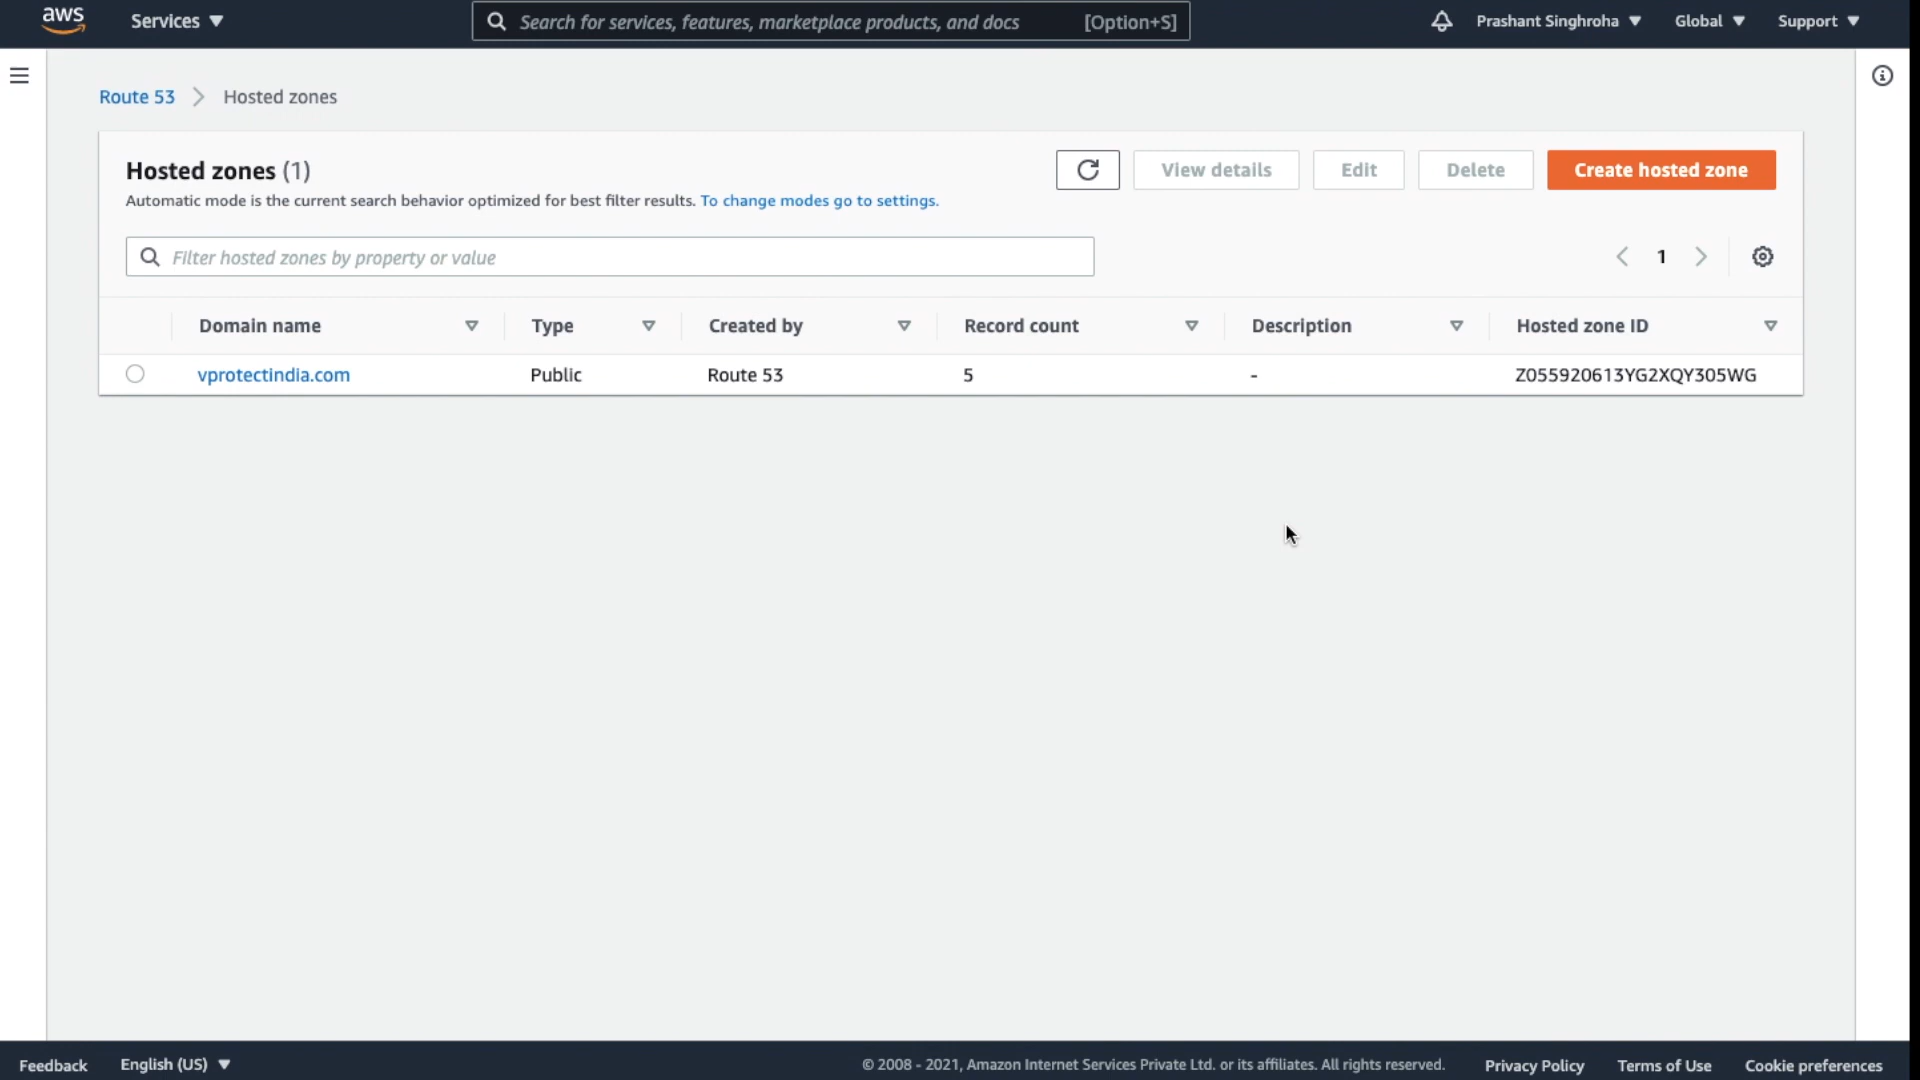 aws Services Search for services, features, marketplace products, and docs [Option+S] Prashant Singhroha Global Support
Route 53 Hosted zones
Hosted zones (1) View details Edit Delete Create hosted zone
Automatic mode is the current search behavior optimized for best filter results. To change modes go to settings.
Filter hosted zones by property or value 1
Domain name Type Created by Record count Description Hosted zone ID
vprotectindia.com Public Route 53 5 - Z055920613YG2XQY305WG
Feedback English (US) © 2008 - 2021, Amazon Internet Services Private Ltd. or its affiliates. All rights reserved. Privacy Policy Terms of Use Cookie preferences